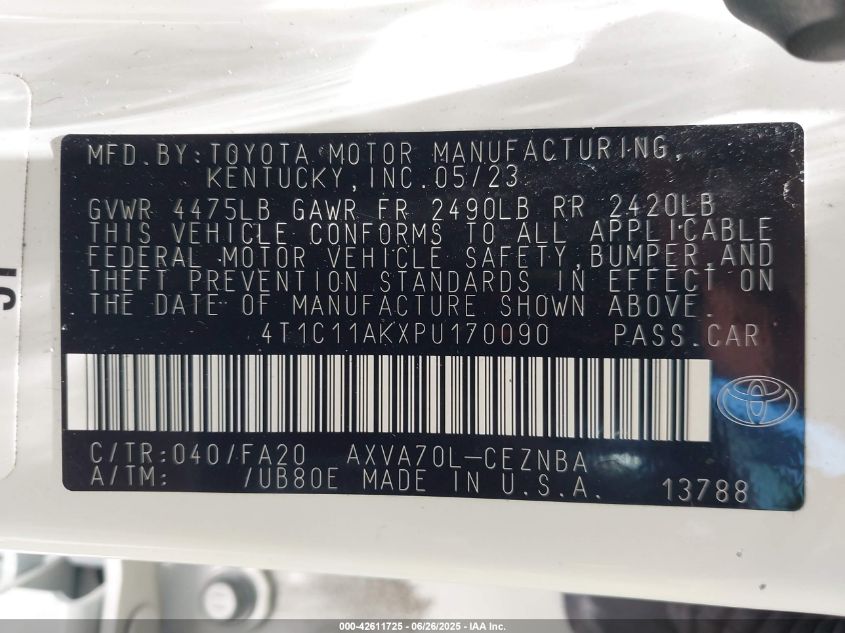 MFD.BY:TOYOTA MOTOR MANUFACTURING,
KENTUCKY,INC.05/23
GVWR 4475LB GAWR FR 2490LB RR 2420LB
THIS VEHICLE CONFORMS TO ALL APPLICABLE
FEDERAL MOTOR VEHICLE SAFETY,BUMPER,AND
THEFT PREVENTION STANDARDS IN EFFECT ON
THE DATE OF MANUFACTURE SHOWN ABOVE.
4T1C11AKXPU170090 PASS.CAR
C/TR:040/FA20 AXVA70L-CEZNBA
A/TM: /UB80E MADE IN U.S.A. 13788
000-42611725 - 06/26/2025 - IAA Inc.